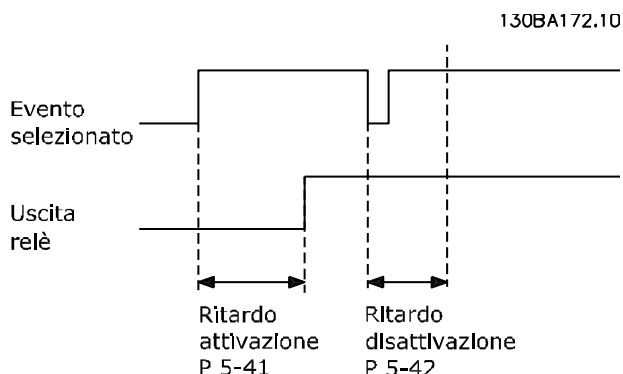 130BA172.10
Evento
selezionato
Uscita
relè
Ritardo
attivazione
P 5-41
Ritardo
disattivazione
P 5-42